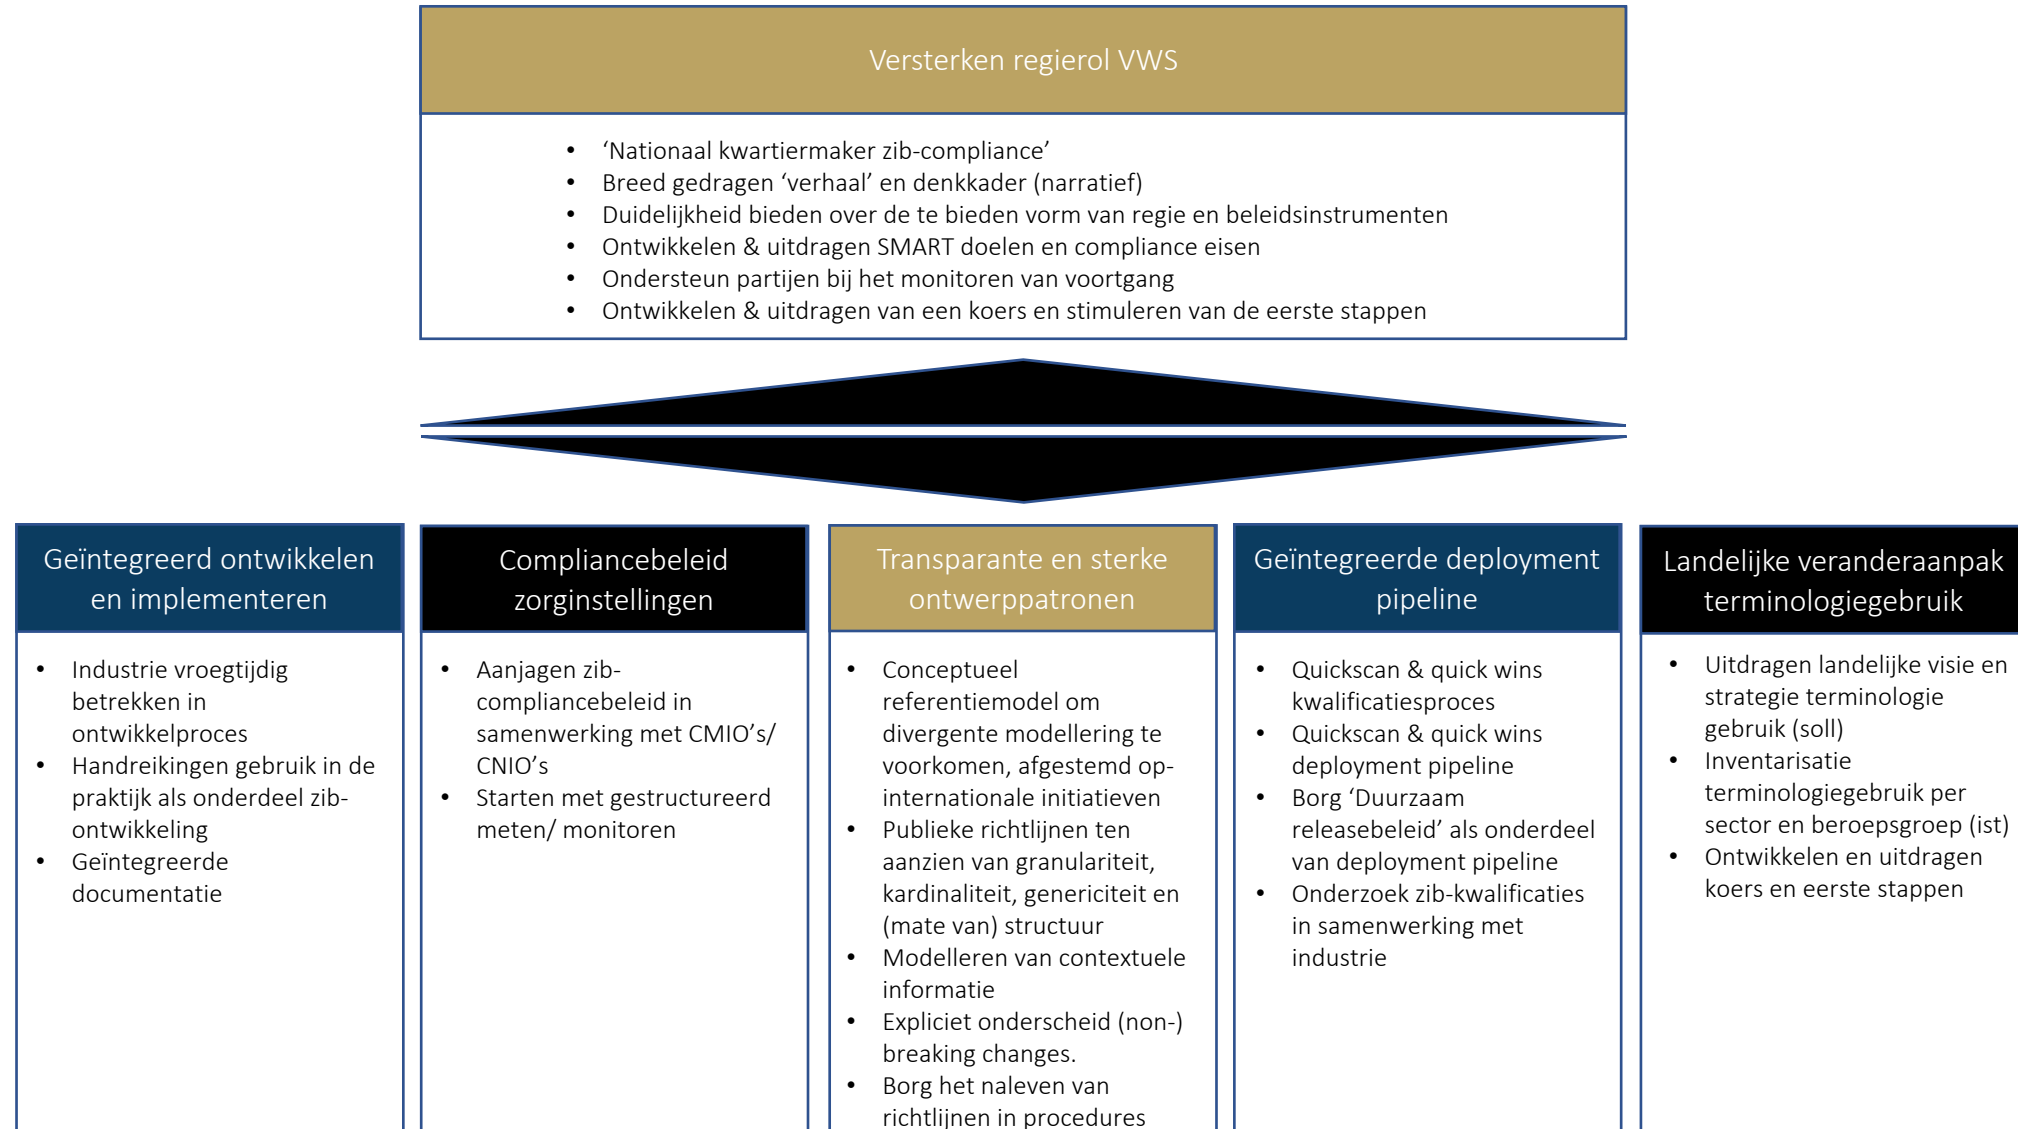 Versterken regierol VWS
• ‘Nationaal kwartiermaker zib-compliance’
• Breed gedragen ‘verhaal’ en denkkader (narratief)
• Duidelijkheid bieden over de te bieden vorm van regie en beleidsinstrumenten
• Ontwikkelen & uitdragen SMART doelen en compliance eisen
• Ondersteun partijen bij het monitoren van voortgang
• Ontwikkelen & uitdragen van een koers en stimuleren van de eerste stappen
Geïntegreerd ontwikkelen
en implementeren
• Industrie vroegtijdig
betrekken in
ontwikkelproces
• Handreikingen gebruik in de
praktijk als onderdeel zib-
ontwikkeling
• Geïntegreerde
documentatie
Compliancebeleid
zorginstellingen
• Aanjagen zib-
compliancebeleid in
samenwerking met CMIO’s/
CNIO’s
• Starten met gestructureerd
meten/ monitoren
Transparante en sterke
ontwerppatronen
• Conceptueel
referentiemodel om
divergente modellering te
voorkomen, afgestemd op-
internationale initiatieven
• Publieke richtlijnen ten
aanzien van granulariteit,
kardinaliteit, genericiteit en
(mate van) structuur
• Modelleren van contextuele
informatie
• Expliciet onderscheid (non-)
breaking changes.
• Borg het naleven van
richtlijnen in procedures
Geïntegreerde deployment
pipeline
• Quickscan & quick wins
kwalificatiesproces
• Quickscan & quick wins
deployment pipeline
• Borg ‘Duurzaam
releasebeleid’ als onderdeel
van deployment pipeline
• Onderzoek zib-kwalificaties
in samenwerking met
industrie
Landelijke veranderaanpak
terminologiegebruik
• Uitdragen landelijke visie en
strategie terminologie
gebruik (soll)
• Inventarisatie
terminologiegebruik per
sector en beroepsgroep (ist)
• Ontwikkelen en uitdragen
koers en eerste stappen